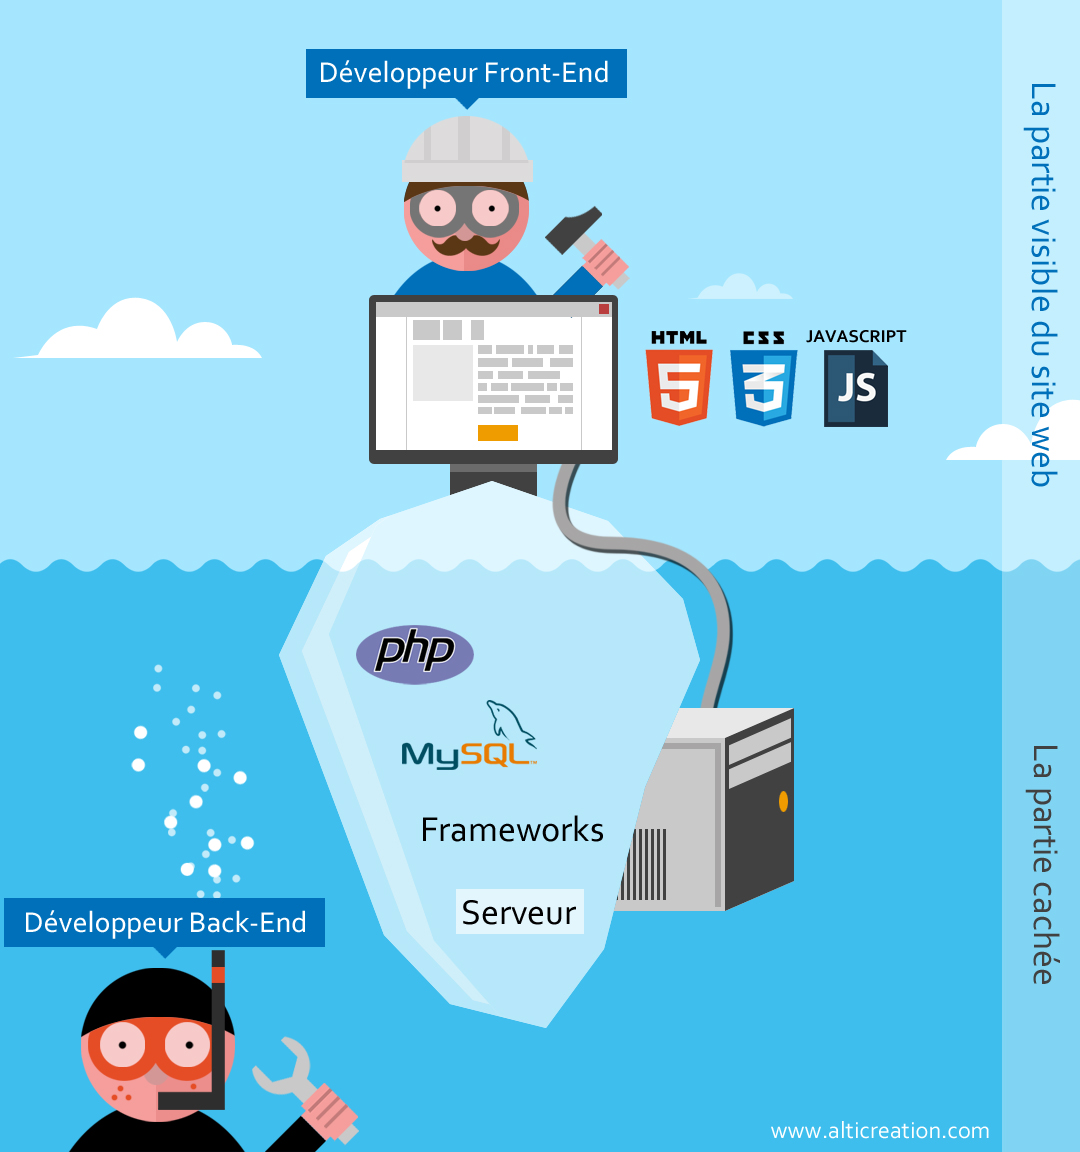 Développeur Front-End
La partie visible du site web
HTML
CSS
JAVASCRIPT
5
3
JS
php
MySQL™
Frameworks
Serveur
La partie cachée
Développeur Back-End
www.alticreation.com